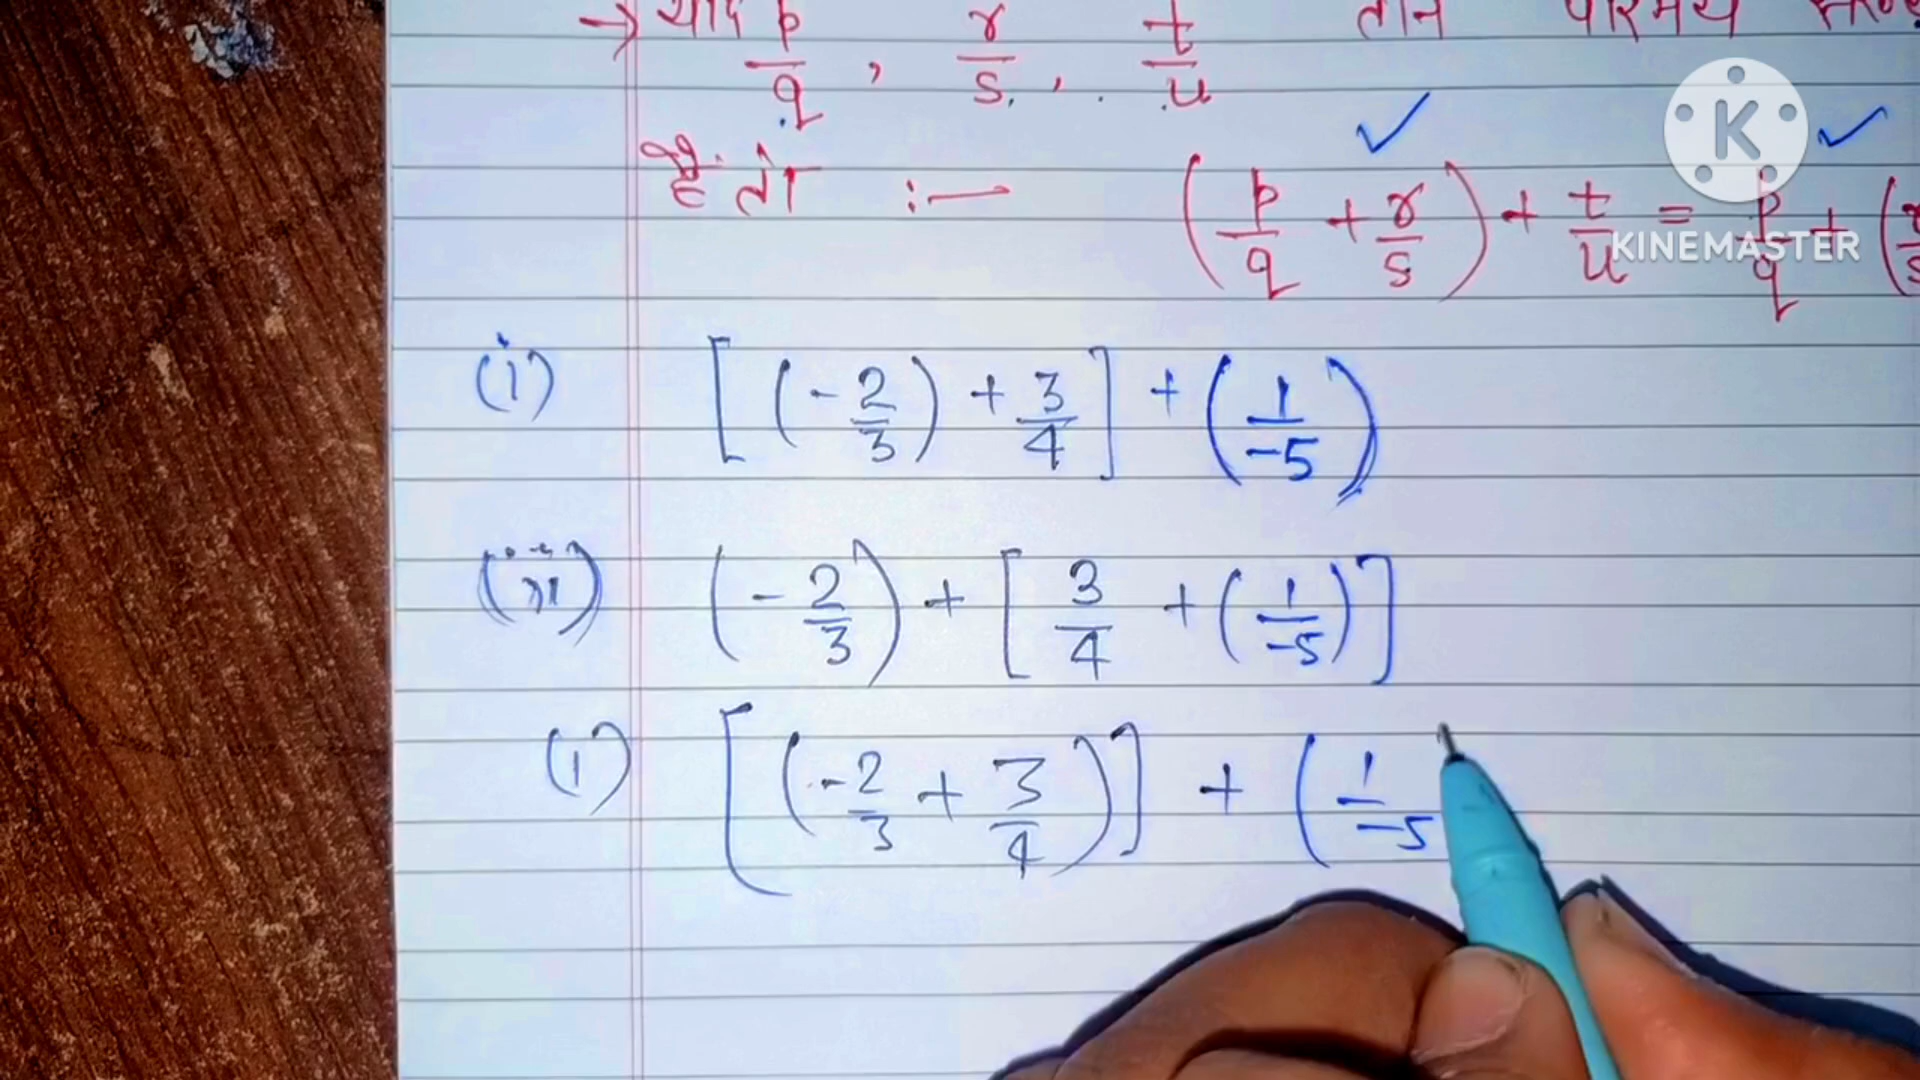 → यदि p/q , r/s , t/u तीन परिमेय
है तो :— (p/q + r/s) + t/u = p/q + (r/s
K
KINEMASTER
(i) [(-2/3) + 3/4] + (1/-5)
(ii) (-2/3) + [3/4 + (1/-5)]
(i) [(-2/3 + 3/4)] + (1/-5